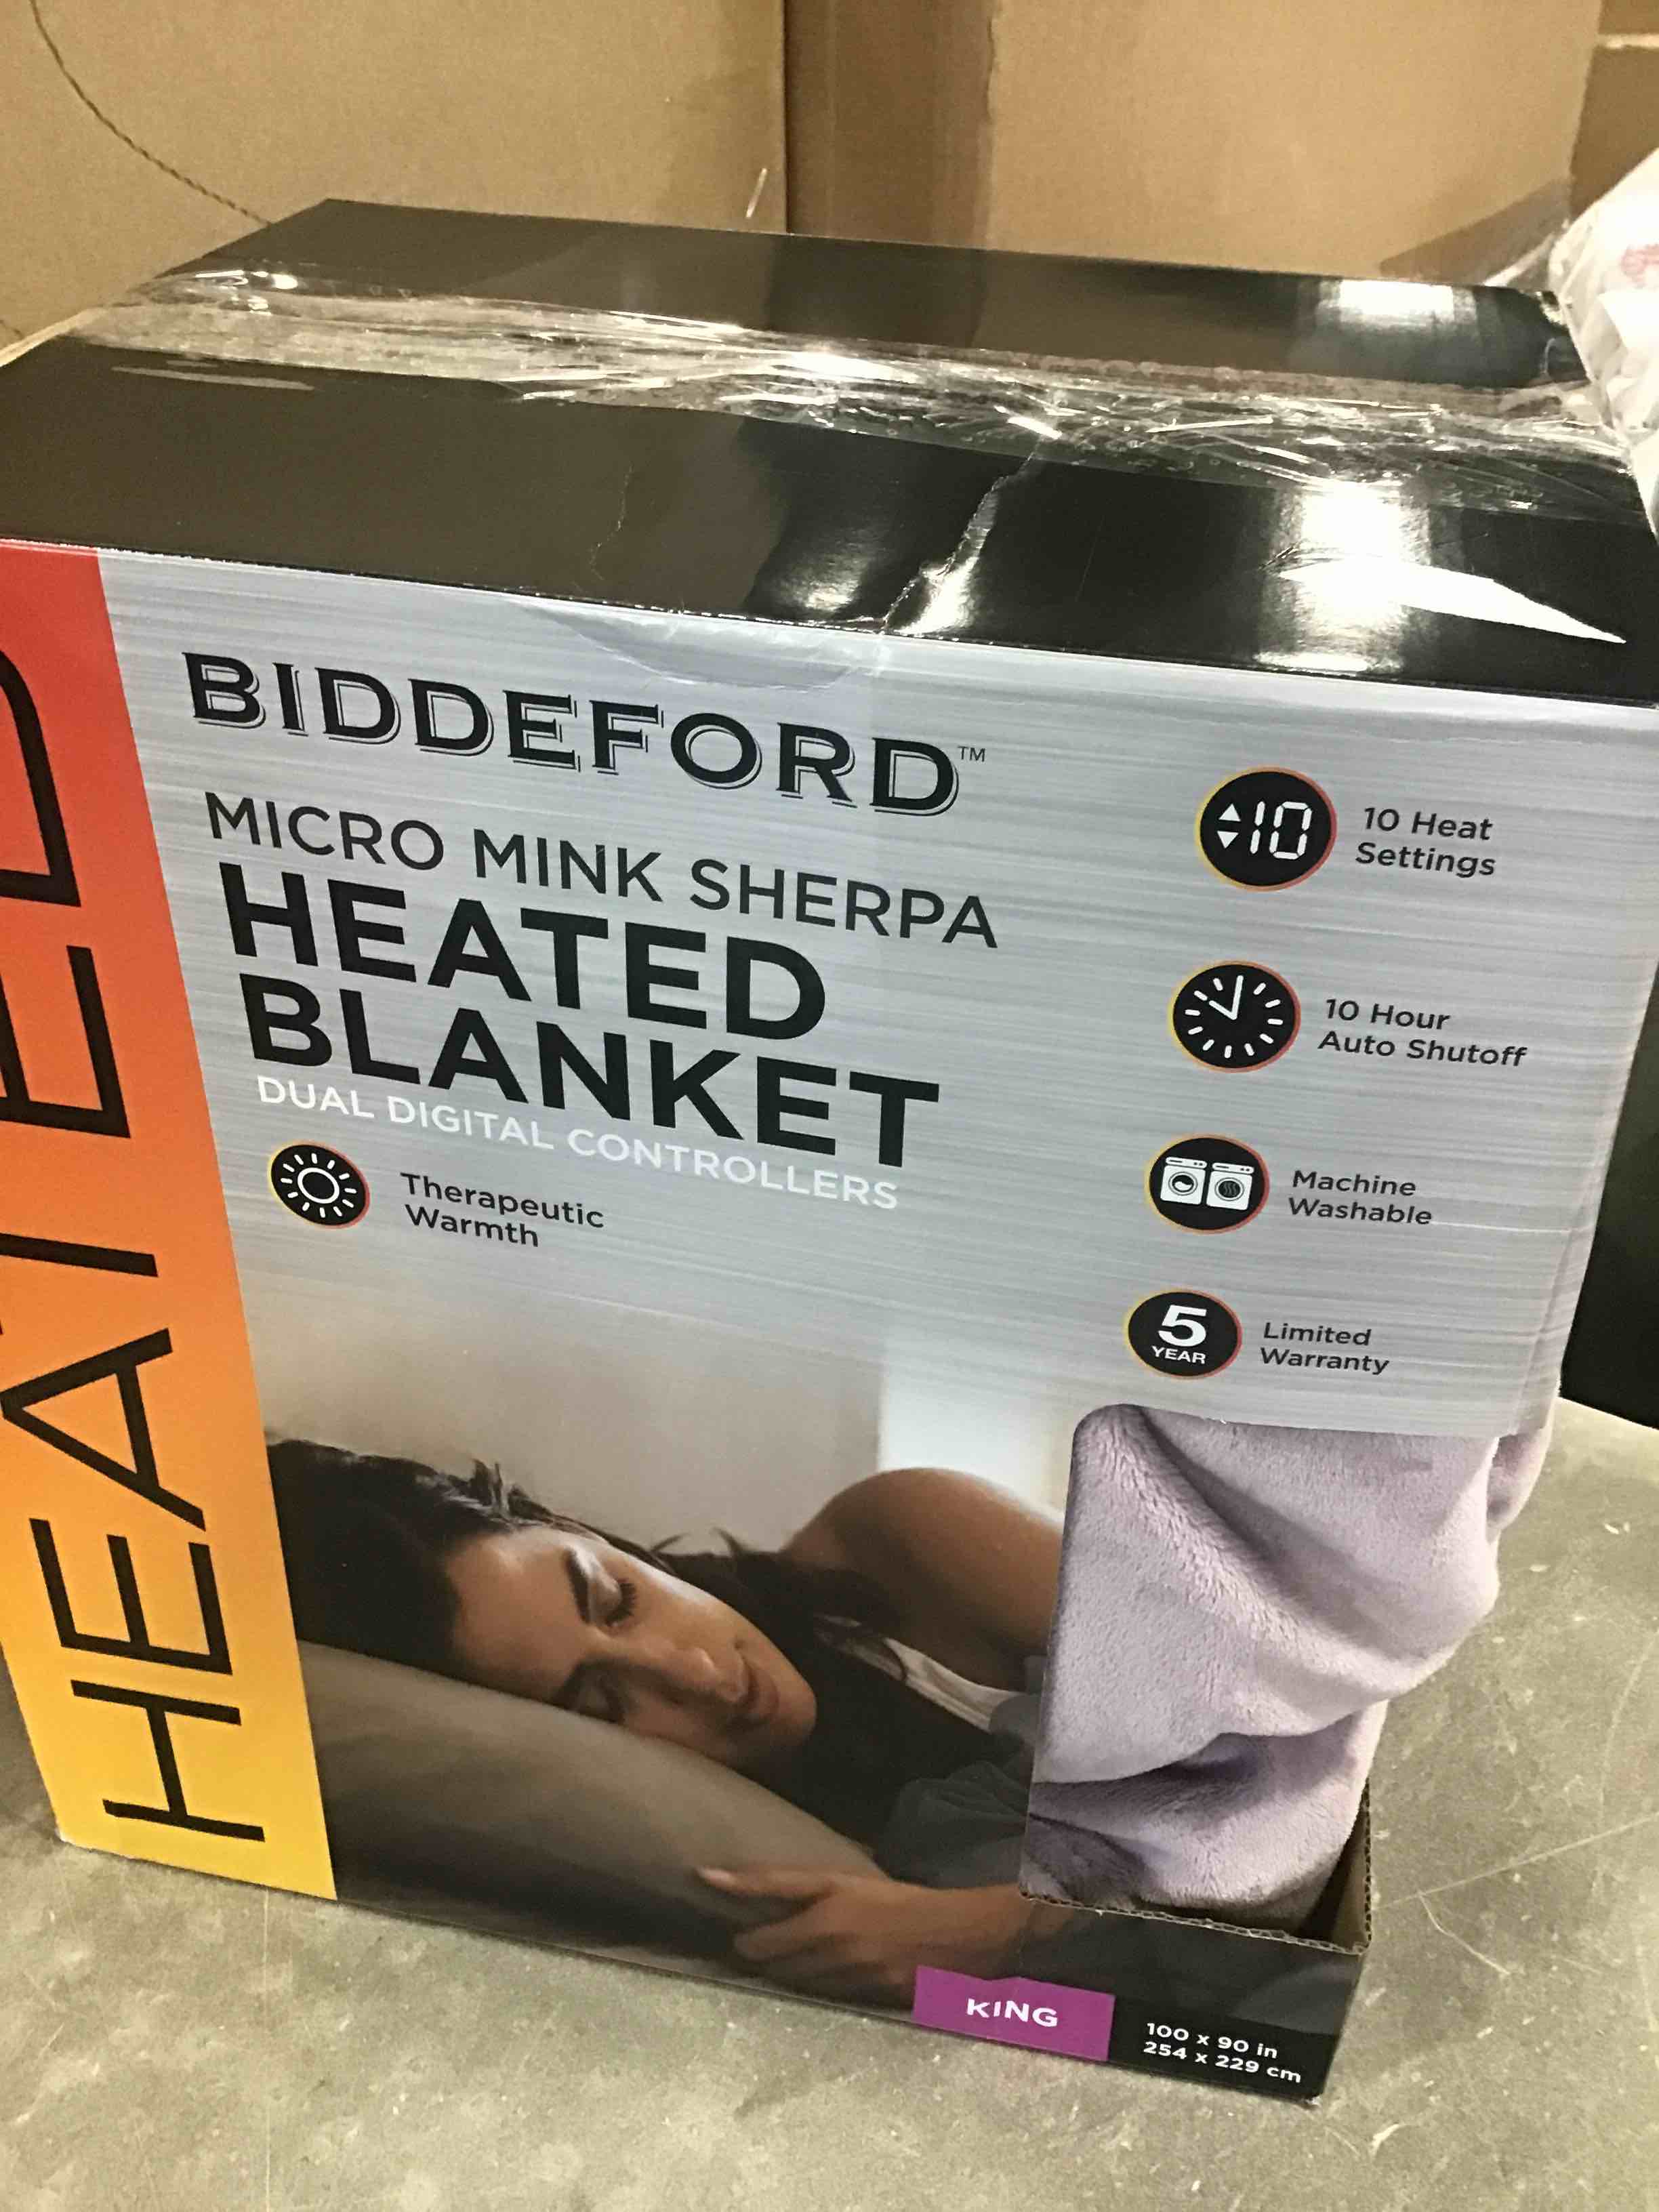 HEATED
BIDDEFORD™
MICRO MINK SHERPA
HEATED
BLANKET
DUAL DIGITAL CONTROLLERS
Therapeutic
Warmth
10
10 Heat
Settings
10 Hour
Auto Shutoff
Machine
Washable
5
YEAR
Limited
Warranty
KING
100 x 90 in
254 x 229 cm